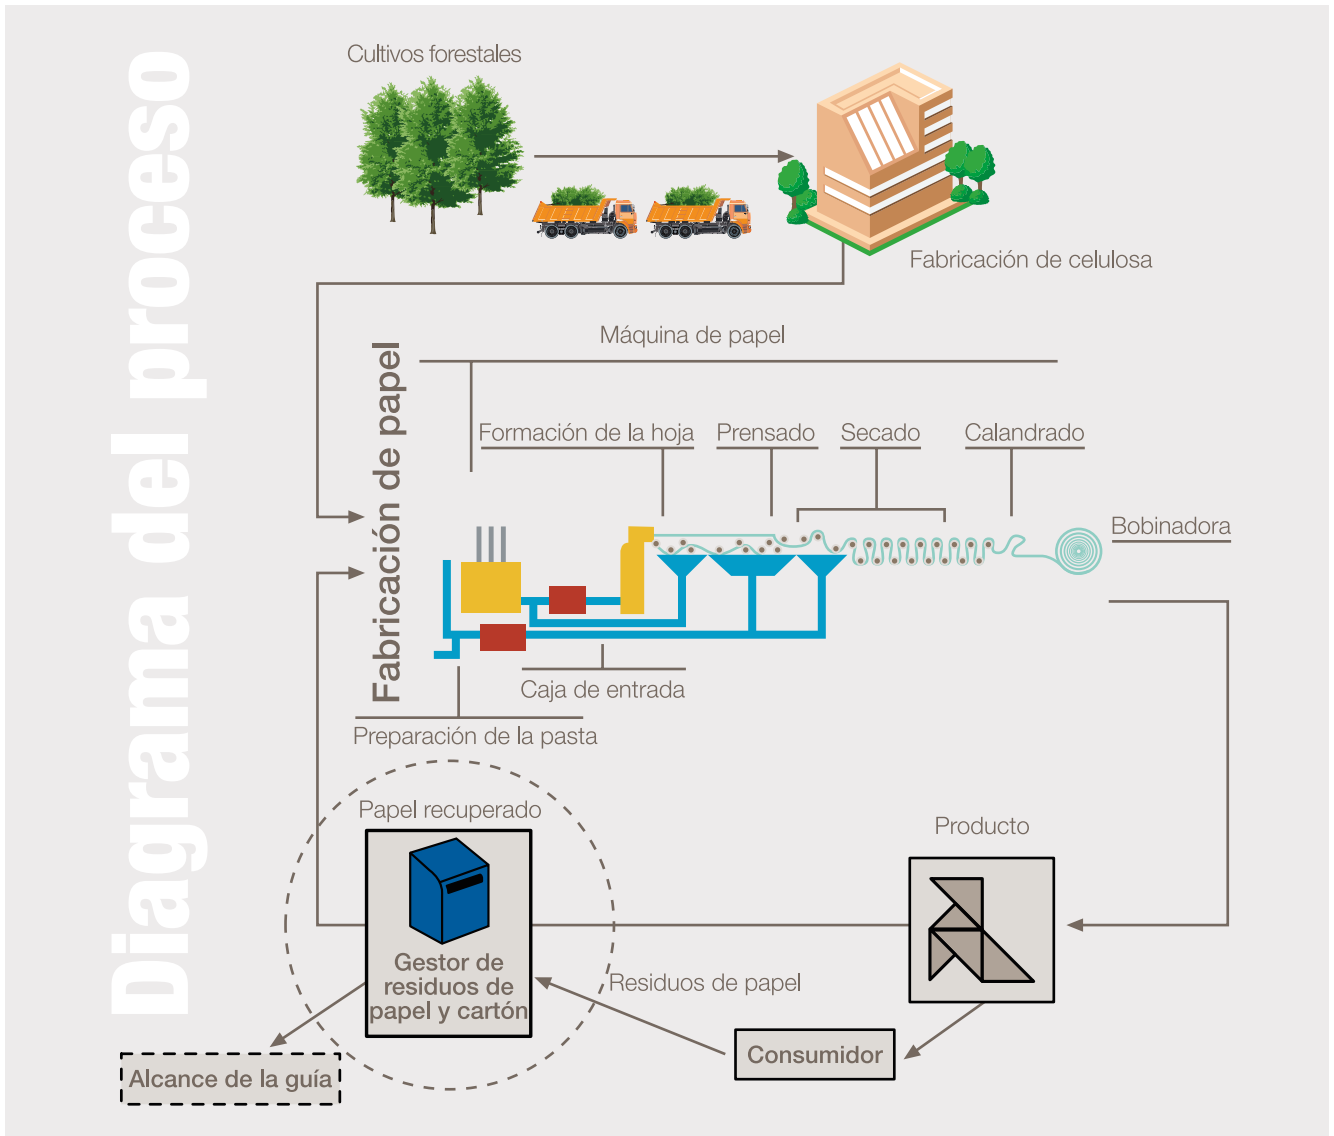 Diagrama del proceso
Cultivos forestales
Fabricación de celulosa
Máquina de papel
Fabricación de papel
Formación de la hoja
Prensado
Secado
Calandrado
Bobinadora
Caja de entrada
Preparación de la pasta
Papel recuperado
Gestor de
residuos de
papel y cartón
Producto
Residuos de papel
Consumidor
Alcance de la guía